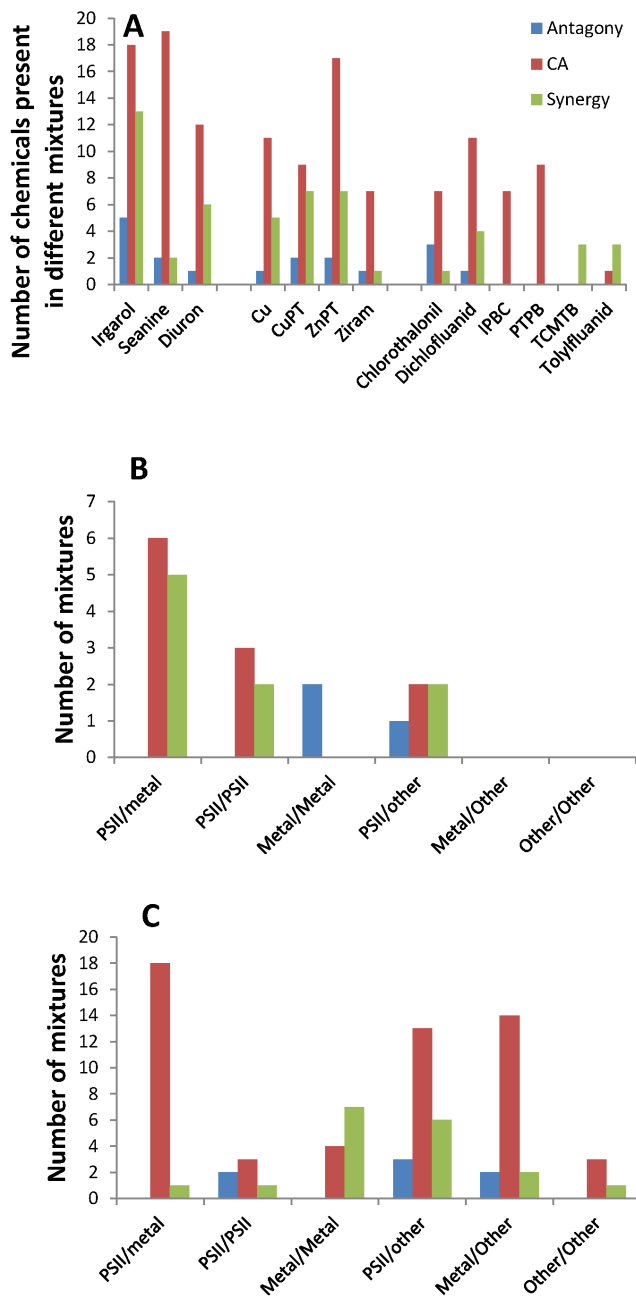 A
Antagony
CA
Synergy
Number of chemicals present
in different mixtures
20
18
16
14
12
10
8
6
4
2
0
Irgarol
Seanine
Diuron
Cu
CuPT
ZnPT
Ziram
Chlorothalonil
Dichlofluanid
IPBC
PTPB
TCMTB
Tolylfluanid
B
Number of mixtures
7
6
5
4
3
2
1
0
PSII/metal
PSII/PSII
Metal/Metal
PSII/other
Metal/Other
Other/Other
C
Number of mixtures
20
18
16
14
12
10
8
6
4
2
0
PSII/metal
PSII/PSII
Metal/Metal
PSII/other
Metal/Other
Other/Other